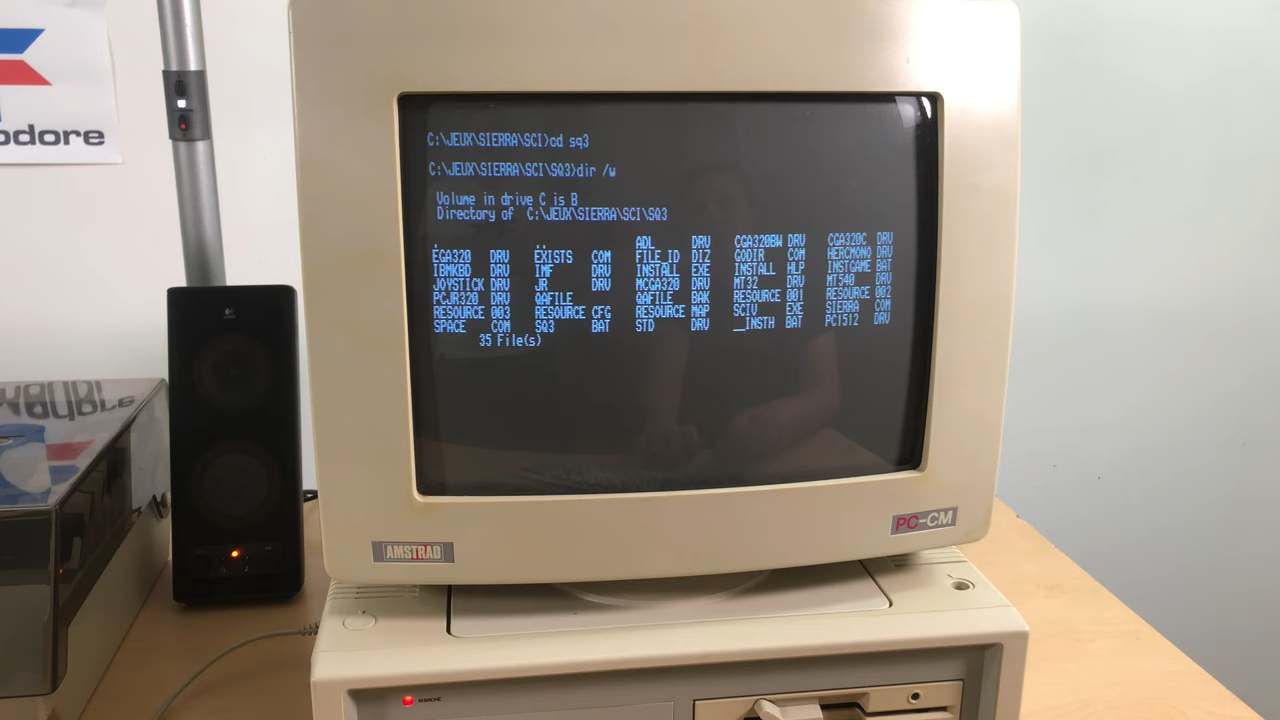 odore
C:\JEUX\SIERRA\SCI)cd sq3
C:\JEUX\SIERRA\SCI\SQ3)dir /w
Volume in drive C is B
Directory of C:\JEUX\SIERRA\SCI\SQ3
. .. ADL DRV CGA320BW DRV CGA320C DRV
EGA320 DRV EXISTS COM FILE_ID DIZ GODIR COM HERCMONO DRV
IBMKBD DRV IMF DRV INSTALL EXE INSTALL HLP INSTGAME BAT
JOYSTICK DRV JR DRV MCGA320 DRV MT32 DRV MT540 DRV
PCJR320 DRV QAFILE QAFILE BAK RESOURCE 001 RESOURCE 002
RESOURCE 003 RESOURCE CFG RESOURCE MAP SCIV EXE SIERRA COM
SPACE COM SQ3 BAT STD DRV __INSTH BAT PC1512 DRV
35 File(s)
AMSTRAD
PC-CM
MARCHE